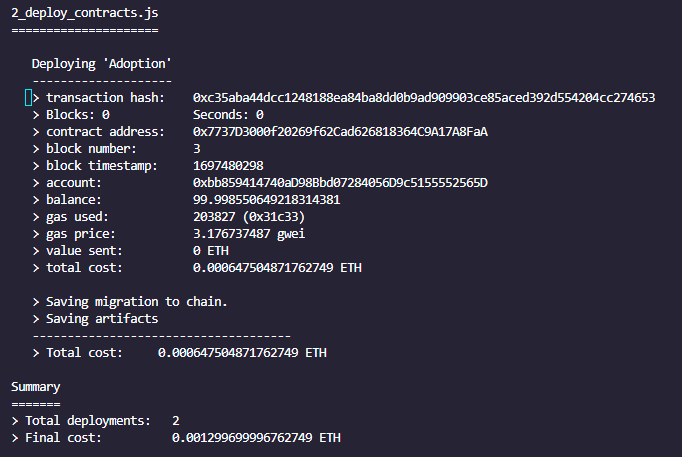 2_deploy_contracts.js
=====================
Deploying 'Adoption'
--------------------
> transaction hash:    0xc35aba44dcc1248188ea84ba8dd0b9ad909903ce85aced392d554204cc274653
> Blocks: 0            Seconds: 0
> contract address:    0x7737D3000f20269f62Cad626818364C9A17A8FaA
> block number:        3
> block timestamp:     1697480298
> account:             0xbb859414740aD98Bbd07284056D9c5155552565D
> balance:             99.998550649218314381
> gas used:            203827 (0x31c33)
> gas price:           3.176737487 gwei
> value sent:          0 ETH
> total cost:          0.000647504871762749 ETH
> Saving migration to chain.
> Saving artifacts
-------------------------------------
> Total cost:     0.000647504871762749 ETH
Summary
=======
> Total deployments:   2
> Final cost:          0.001299699996762749 ETH